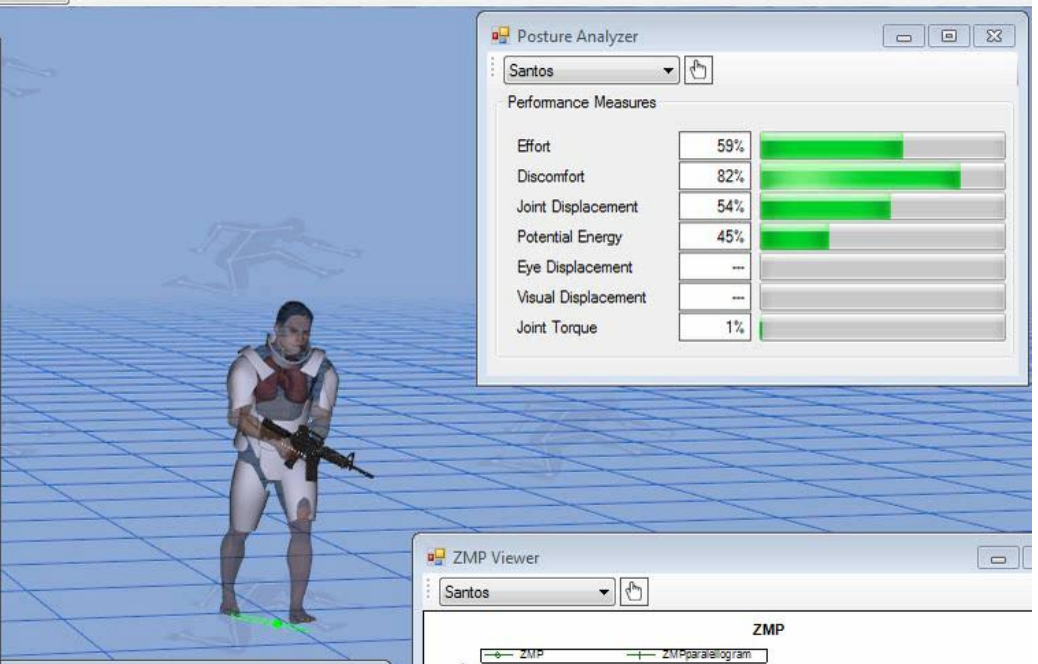 Posture Analyzer
Santos
Performance Measures
Effort 59%
Discomfort 82%
Joint Displacement 54%
Potential Energy 45%
Eye Displacement ---
Visual Displacement ---
Joint Torque 1%
ZMP Viewer
Santos
ZMP
ZMP ZMPparallelogram